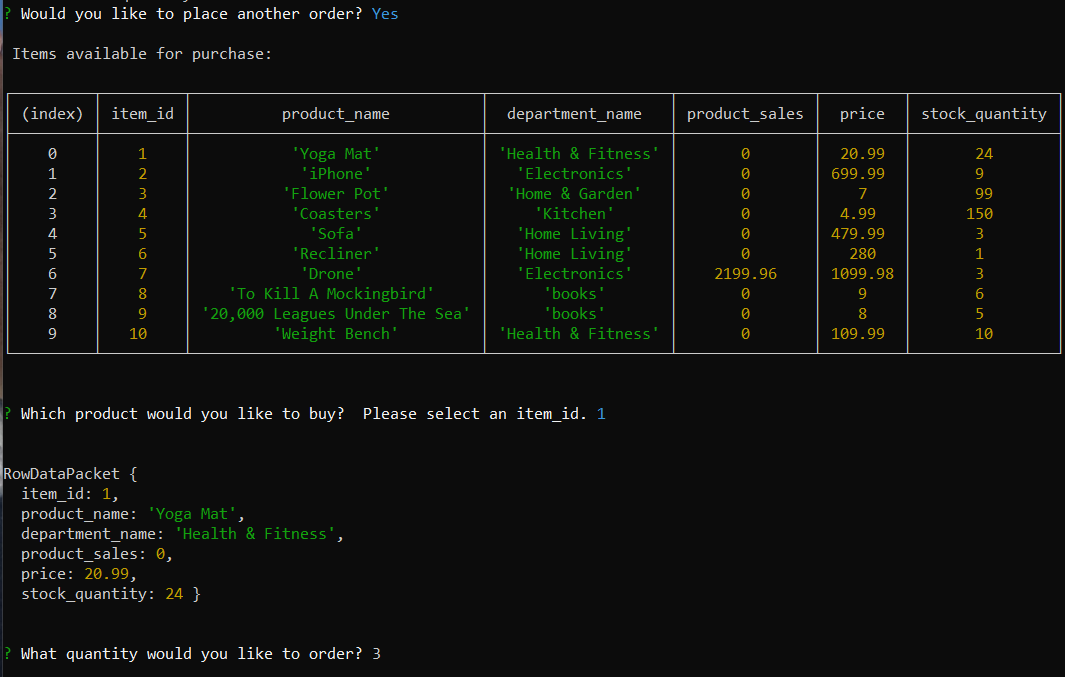 ? Would you like to place another order? Yes
Items available for purchase:
(index) item_id product_name department_name product_sales price stock_quantity
0 1 'Yoga Mat' 'Health & Fitness' 0 20.99 24
1 2 'iPhone' 'Electronics' 0 699.99 9
2 3 'Flower Pot' 'Home & Garden' 0 7 99
3 4 'Coasters' 'Kitchen' 0 4.99 150
4 5 'Sofa' 'Home Living' 0 479.99 3
5 6 'Recliner' 'Home Living' 0 280 1
6 7 'Drone' 'Electronics' 2199.96 1099.98 3
7 8 'To Kill A Mockingbird' 'books' 0 9 6
8 9 '20,000 Leagues Under The Sea' 'books' 0 8 5
9 10 'Weight Bench' 'Health & Fitness' 0 109.99 10
? Which product would you like to buy?  Please select an item_id. 1
RowDataPacket {
item_id: 1,
product_name: 'Yoga Mat',
department_name: 'Health & Fitness',
product_sales: 0,
price: 20.99,
stock_quantity: 24 }
? What quantity would you like to order? 3